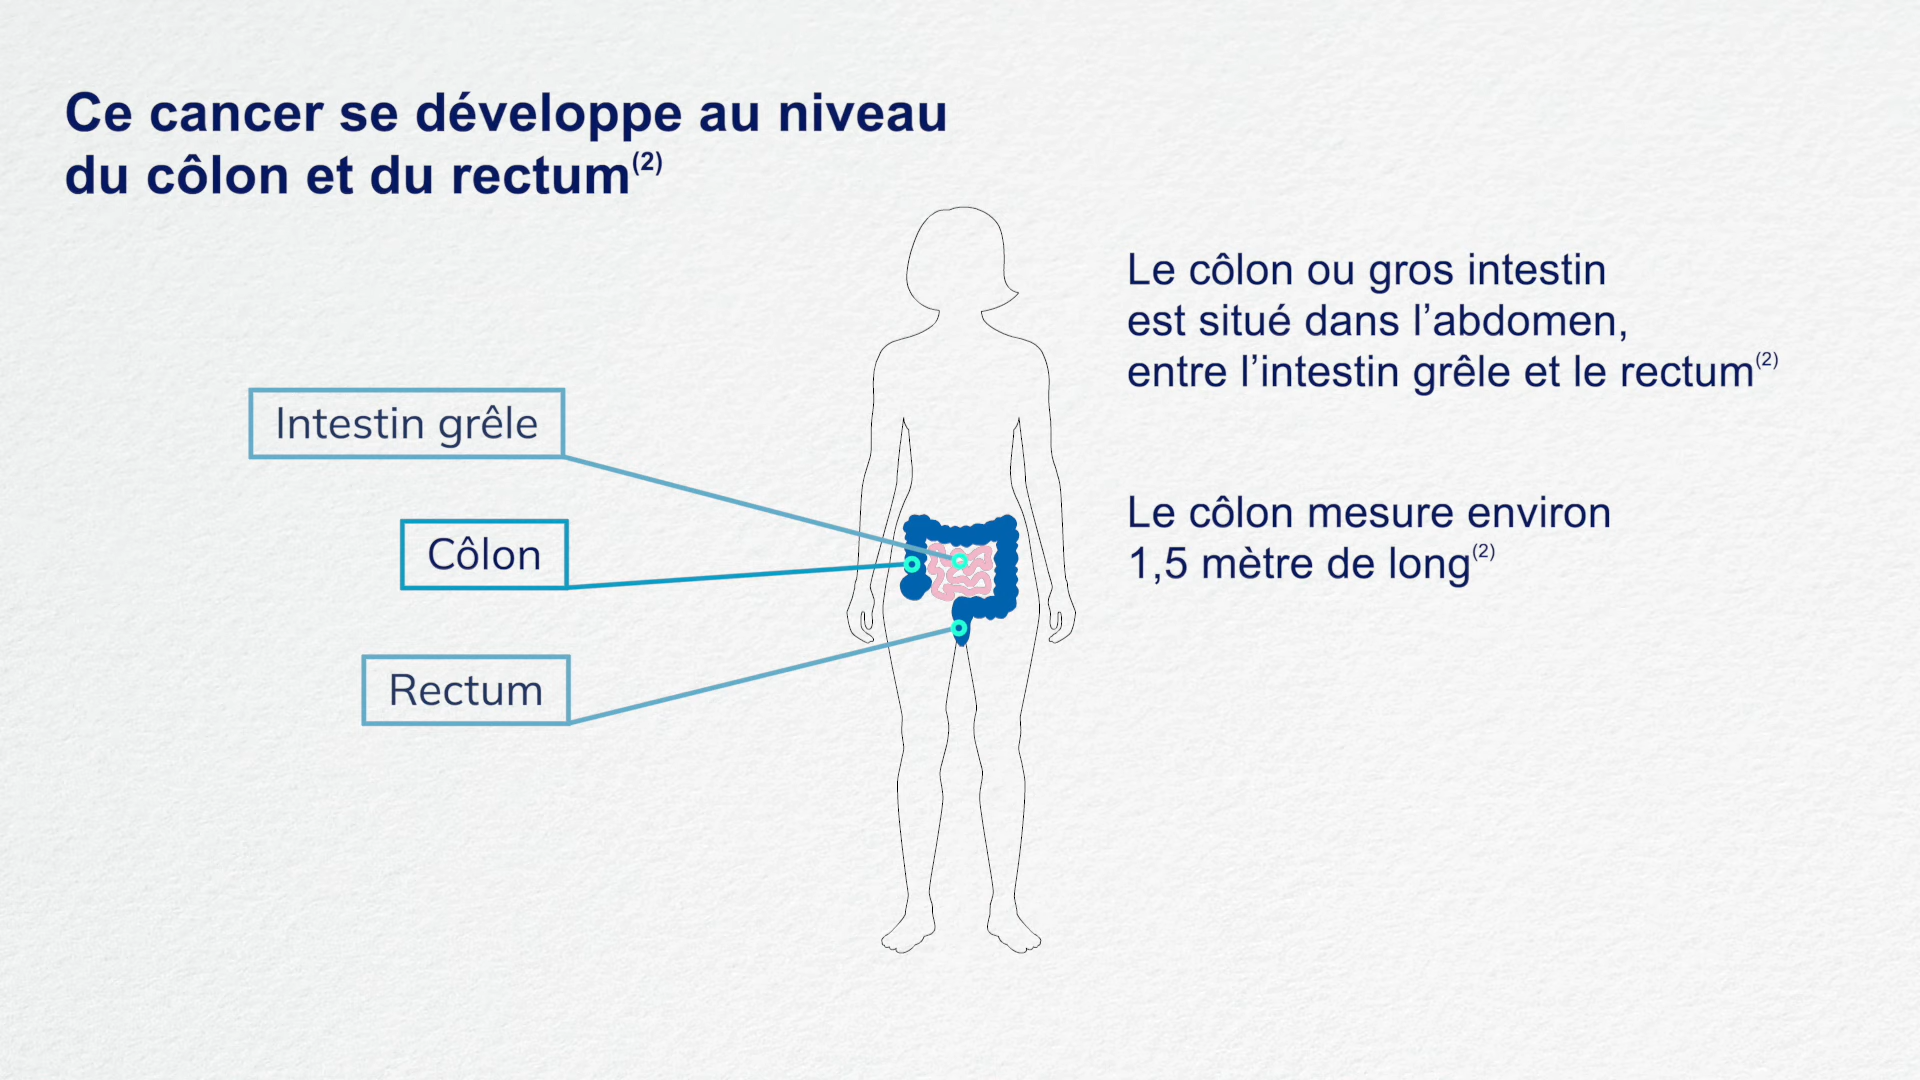 Ce cancer se développe au niveau
du côlon et du rectum(2)
Le côlon ou gros intestin
est situé dans l’abdomen,
entre l’intestin grêle et le rectum(2)
Intestin grêle
Côlon
Rectum
Le côlon mesure environ
1,5 mètre de long(2)